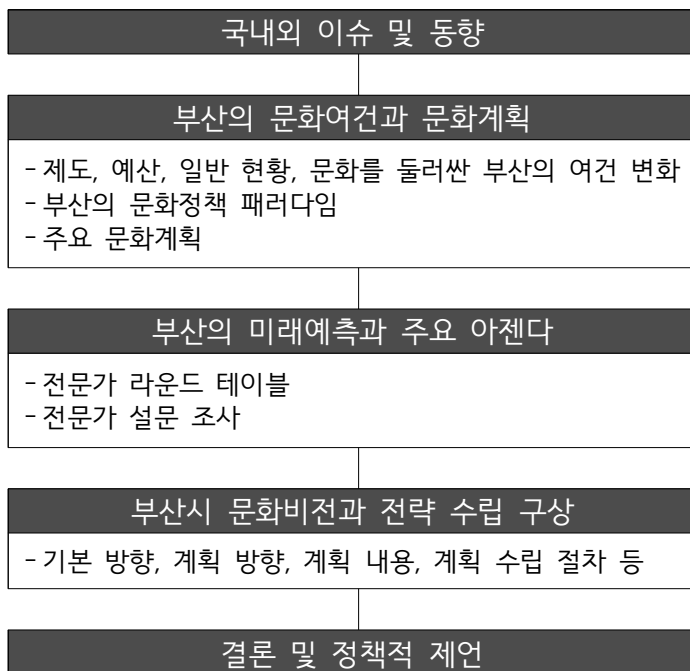 국내외 이슈 및 동향
부산의 문화여건과 문화계획
- 제도, 예산, 일반 현황, 문화를 둘러싼 부산의 여건 변화
- 부산의 문화정책 패러다임
- 주요 문화계획
부산의 미래예측과 주요 아젠다
- 전문가 라운드 테이블
- 전문가 설문 조사
부산시 문화비전과 전략 수립 구상
- 기본 방향, 계획 방향, 계획 내용, 계획 수립 절차 등
결론 및 정책적 제언